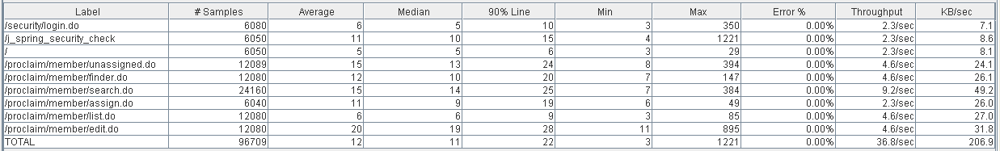 Label # Samples Average Median 90% Line Min Max Error % Throughput KB/sec
/security/login.do 6080 6 5 10 3 350 0.00% 2.3/sec 7.1
/j_spring_security_check 6050 11 10 15 4 1221 0.00% 2.3/sec 8.6
/ 6050 5 5 6 3 29 0.00% 2.3/sec 8.1
/proclaim/member/unassigned.do 12089 15 13 24 8 394 0.00% 4.6/sec 24.1
/proclaim/member/finder.do 12080 12 10 20 7 147 0.00% 4.6/sec 26.1
/proclaim/member/search.do 24160 15 14 25 7 384 0.00% 9.2/sec 49.2
/proclaim/member/assign.do 6040 11 9 19 6 49 0.00% 2.3/sec 26.0
/proclaim/member/list.do 12080 6 6 9 3 85 0.00% 4.6/sec 27.0
/proclaim/member/edit.do 12080 20 19 28 11 895 0.00% 4.6/sec 31.8
TOTAL 96709 12 11 22 3 1221 0.00% 36.8/sec 206.9